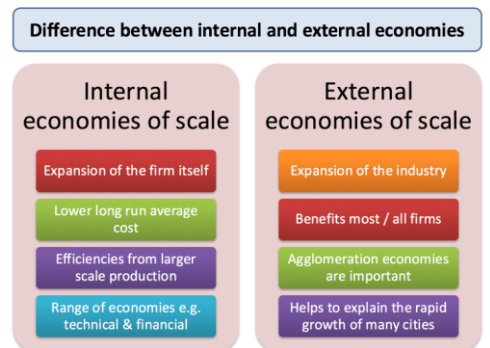 Difference between internal and external economies
Internal
economies of scale
Expansion of the firm itself
Lower long run average
cost
Efficiencies from larger
scale production
Range of economies e.g.
technical & financial
External
economies of scale
Expansion of the industry
Benefits most / all firms
Agglomeration economies
are important
Helps to explain the rapid
growth of many cities